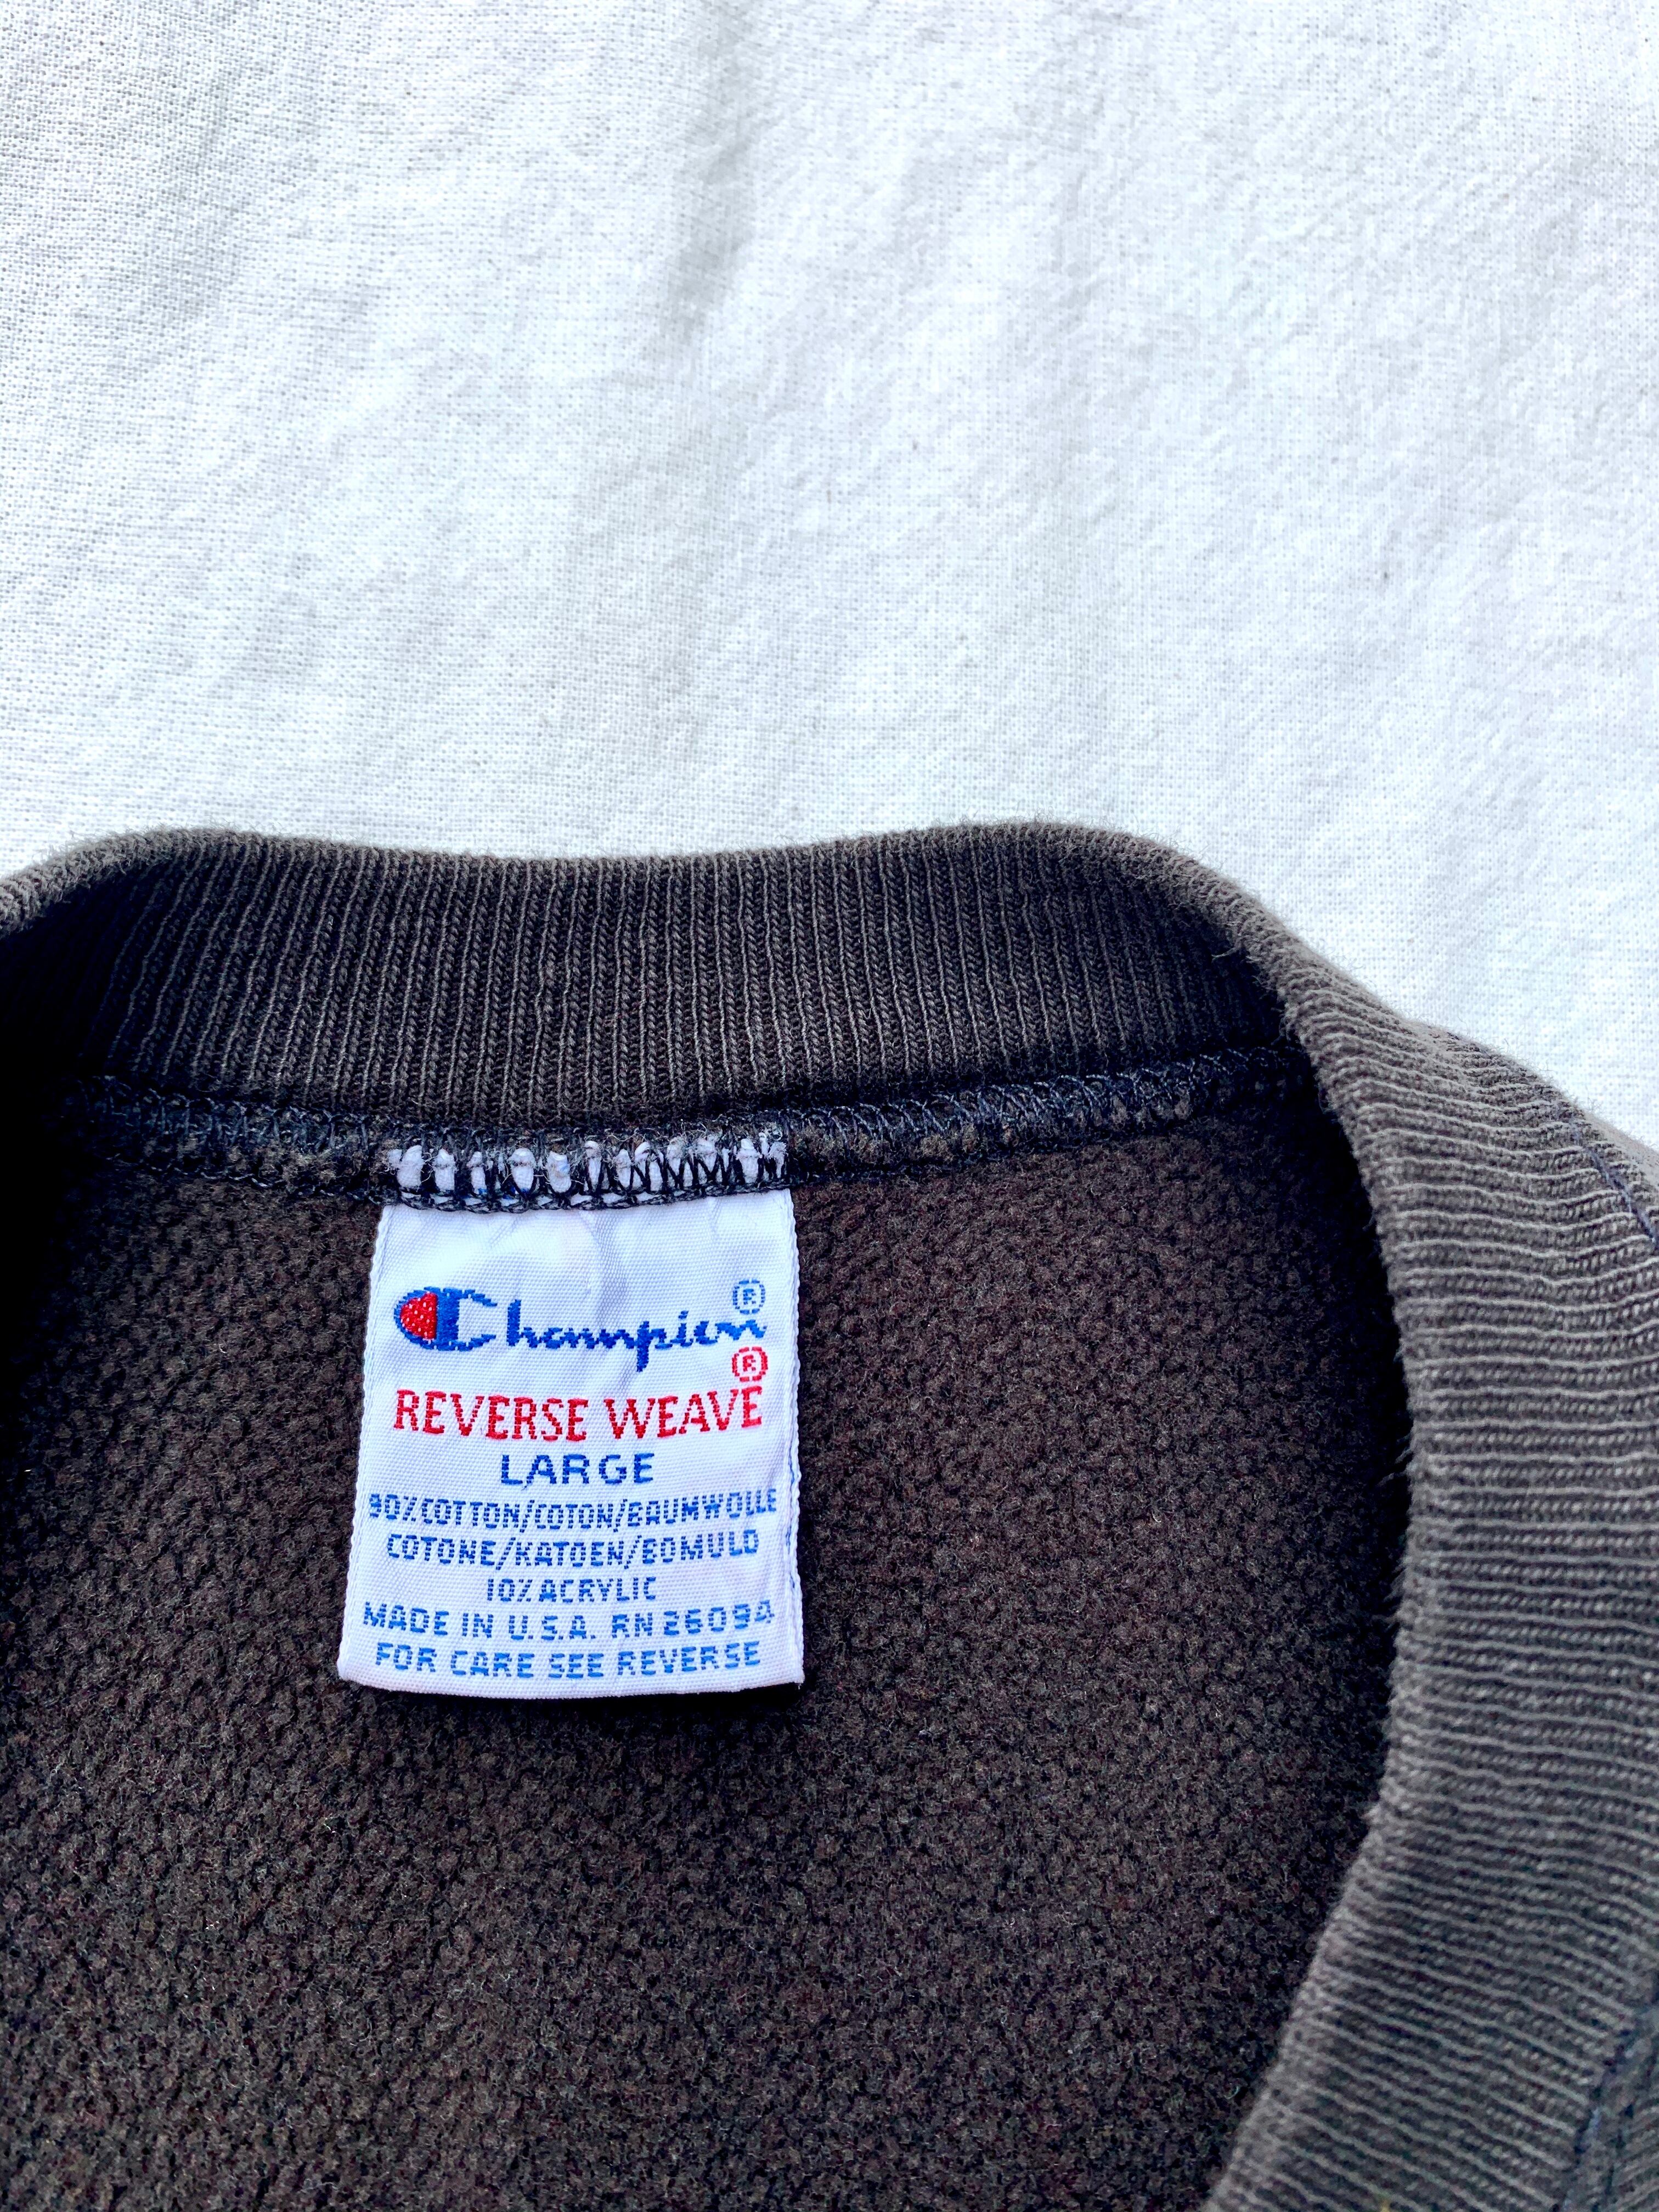 Champion®
REVERSE WEAVE®
LARGE
90%COTTON/COTON/BAUMWOLLE
COTONE/KATOEN/BOMULD
10%ACRYLIC
MADE IN U.S.A. RN 26094
FOR CARE SEE REVERSE